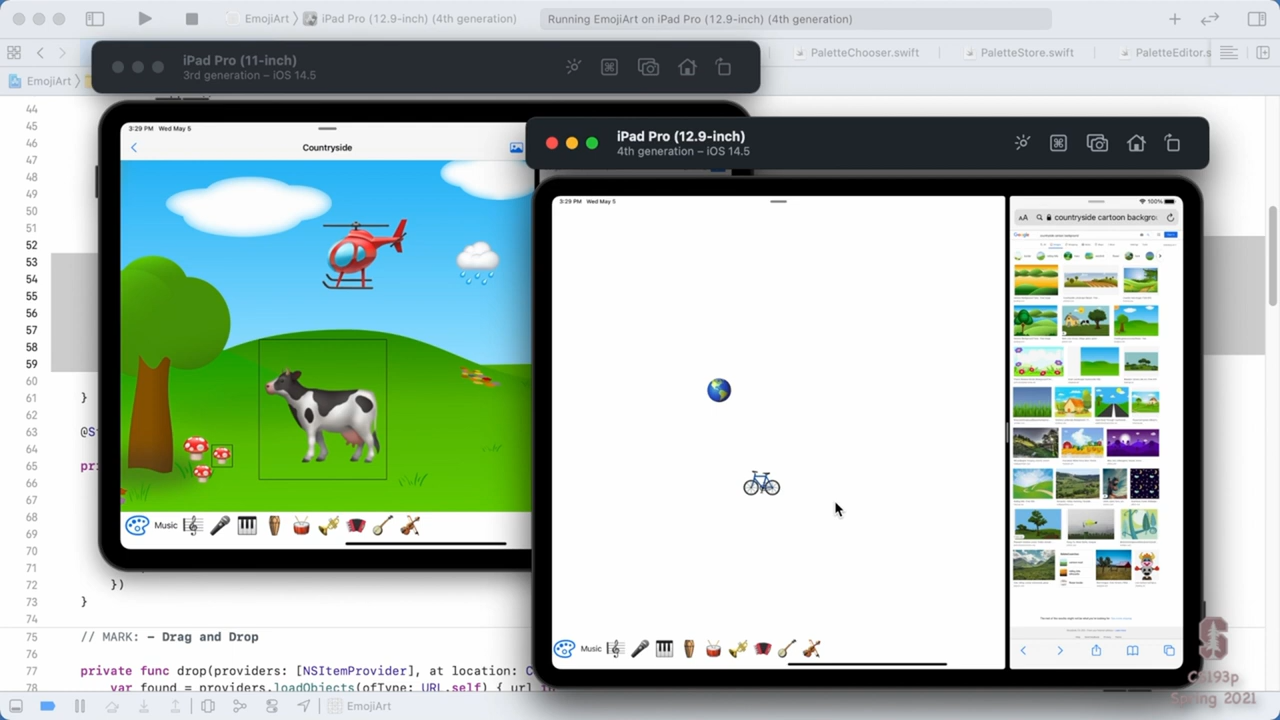 EmojiArt
iPad Pro (12.9-inch) (4th generation)
Running EmojiArt on iPad Pro (12.9-inch) (4th generation)
PaletteChooser.swift
PaletteStore.swift
PaletteEditor.s
EmojiArt
iPad Pro (11-inch)
3rd generation – iOS 14.5
3:29 PM Wed May 5
Countryside
Music
iPad Pro (12.9-inch)
4th generation – iOS 14.5
3:29 PM Wed May 5
100%
AA
countryside cartoon backgro
Google
Music
44
45
46
47
48
49
50
51
52
53
54
55
56
57
58
59
60
61 }
62
63 @S
64
65 pri
66
67
68
69
70
71
72 })
73 }
74
75 // MARK: – Drag and Drop
76
77 private func drop(providers: [NSItemProvider], at location: C
78 var found = providers.loadObjects(ofType: URL.self) { url in
EmojiArt
S
CS193p
Spring 2021